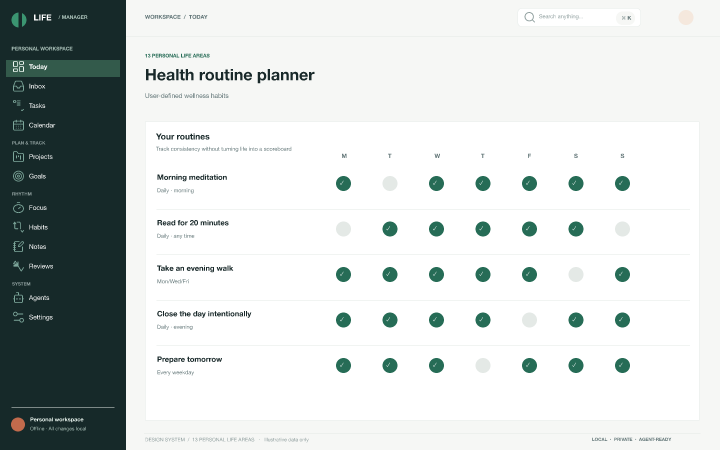 LIFE / MANAGER
PERSONAL WORKSPACE
Today
Inbox
Tasks
Calendar
PLAN & TRACK
Projects
Goals
RHYTHM
Focus
Habits
Notes
Reviews
SYSTEM
Agents
Settings
Personal workspace
Offline · All changes local
WORKSPACE / TODAY
Search anything...
⌘ K
13 PERSONAL LIFE AREAS
Health routine planner
User-defined wellness habits
Your routines
Track consistency without turning life into a scoreboard
M T W T F S S
Morning meditation
Daily · morning
Read for 20 minutes
Daily · any time
Take an evening walk
Mon/Wed/Fri
Close the day intentionally
Daily · evening
Prepare tomorrow
Every weekday
DESIGN SYSTEM / 13 PERSONAL LIFE AREAS · Illustrative data only
LOCAL · PRIVATE · AGENT-READY